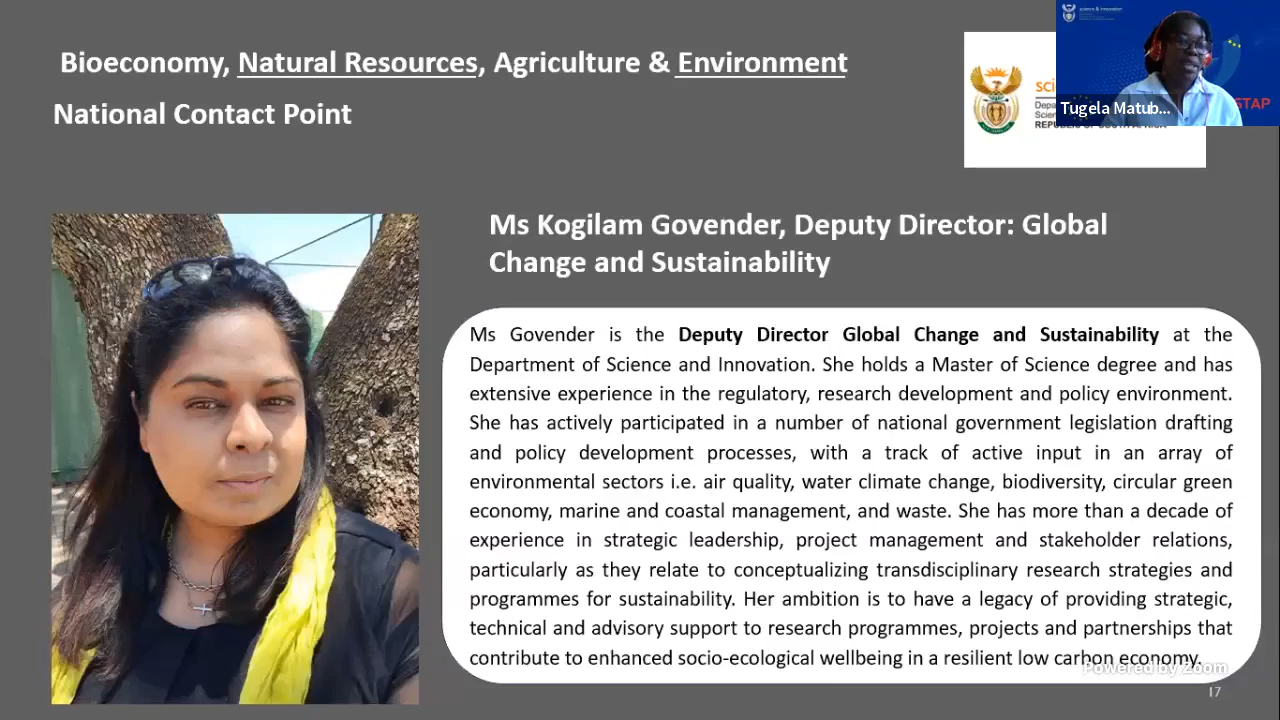 Bioeconomy, Natural Resources, Agriculture & Environment
National Contact Point
science & innovation
Tugela Matub...
STAP
Ms Kogilam Govender, Deputy Director: Global
Change and Sustainability
Ms Govender is the Deputy Director Global Change and Sustainability at the
Department of Science and Innovation. She holds a Master of Science degree and has
extensive experience in the regulatory, research development and policy environment.
She has actively participated in a number of national government legislation drafting
and policy development processes, with a track of active input in an array of
environmental sectors i.e. air quality, water climate change, biodiversity, circular green
economy, marine and coastal management, and waste. She has more than a decade of
experience in strategic leadership, project management and stakeholder relations,
particularly as they relate to conceptualizing transdisciplinary research strategies and
programmes for sustainability. Her ambition is to have a legacy of providing strategic,
technical and advisory support to research programmes, projects and partnerships that
contribute to enhanced socio-ecological wellbeing in a resilient low carbon economy.
Powered by Zoom
17